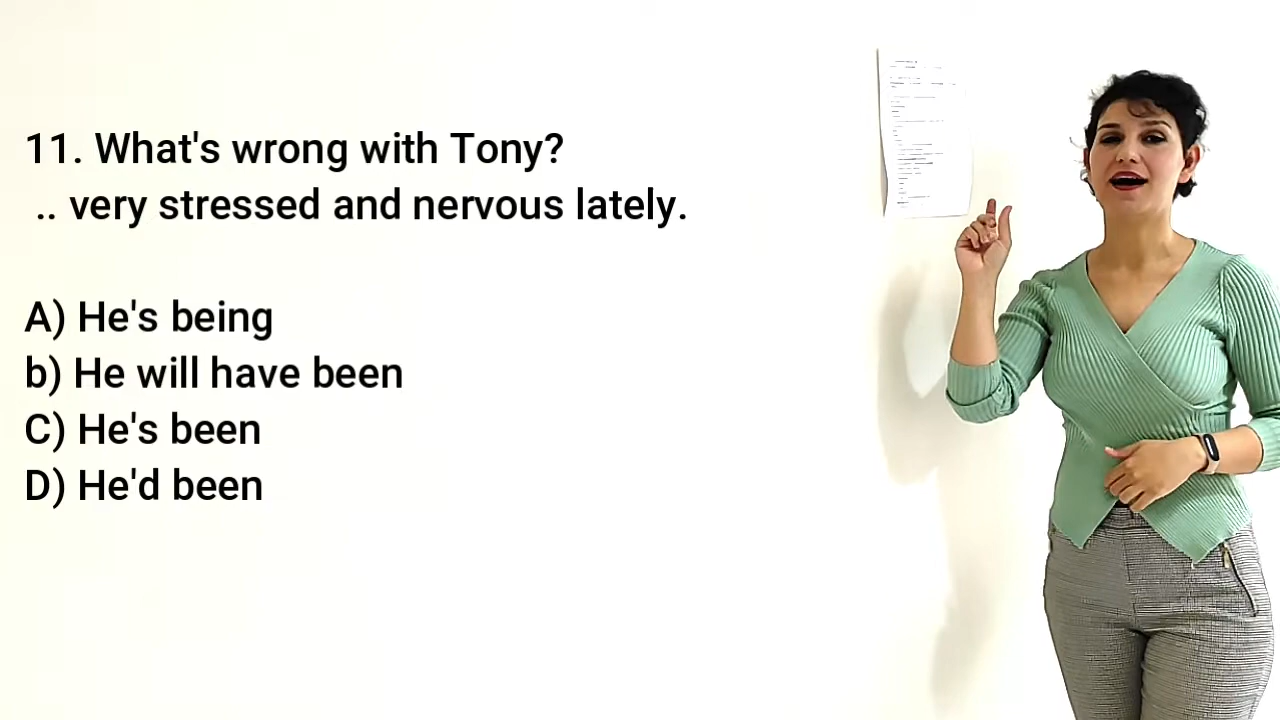 11. What's wrong with Tony?
.. very stressed and nervous lately.
A) He's being
b) He will have been
C) He's been
D) He'd been